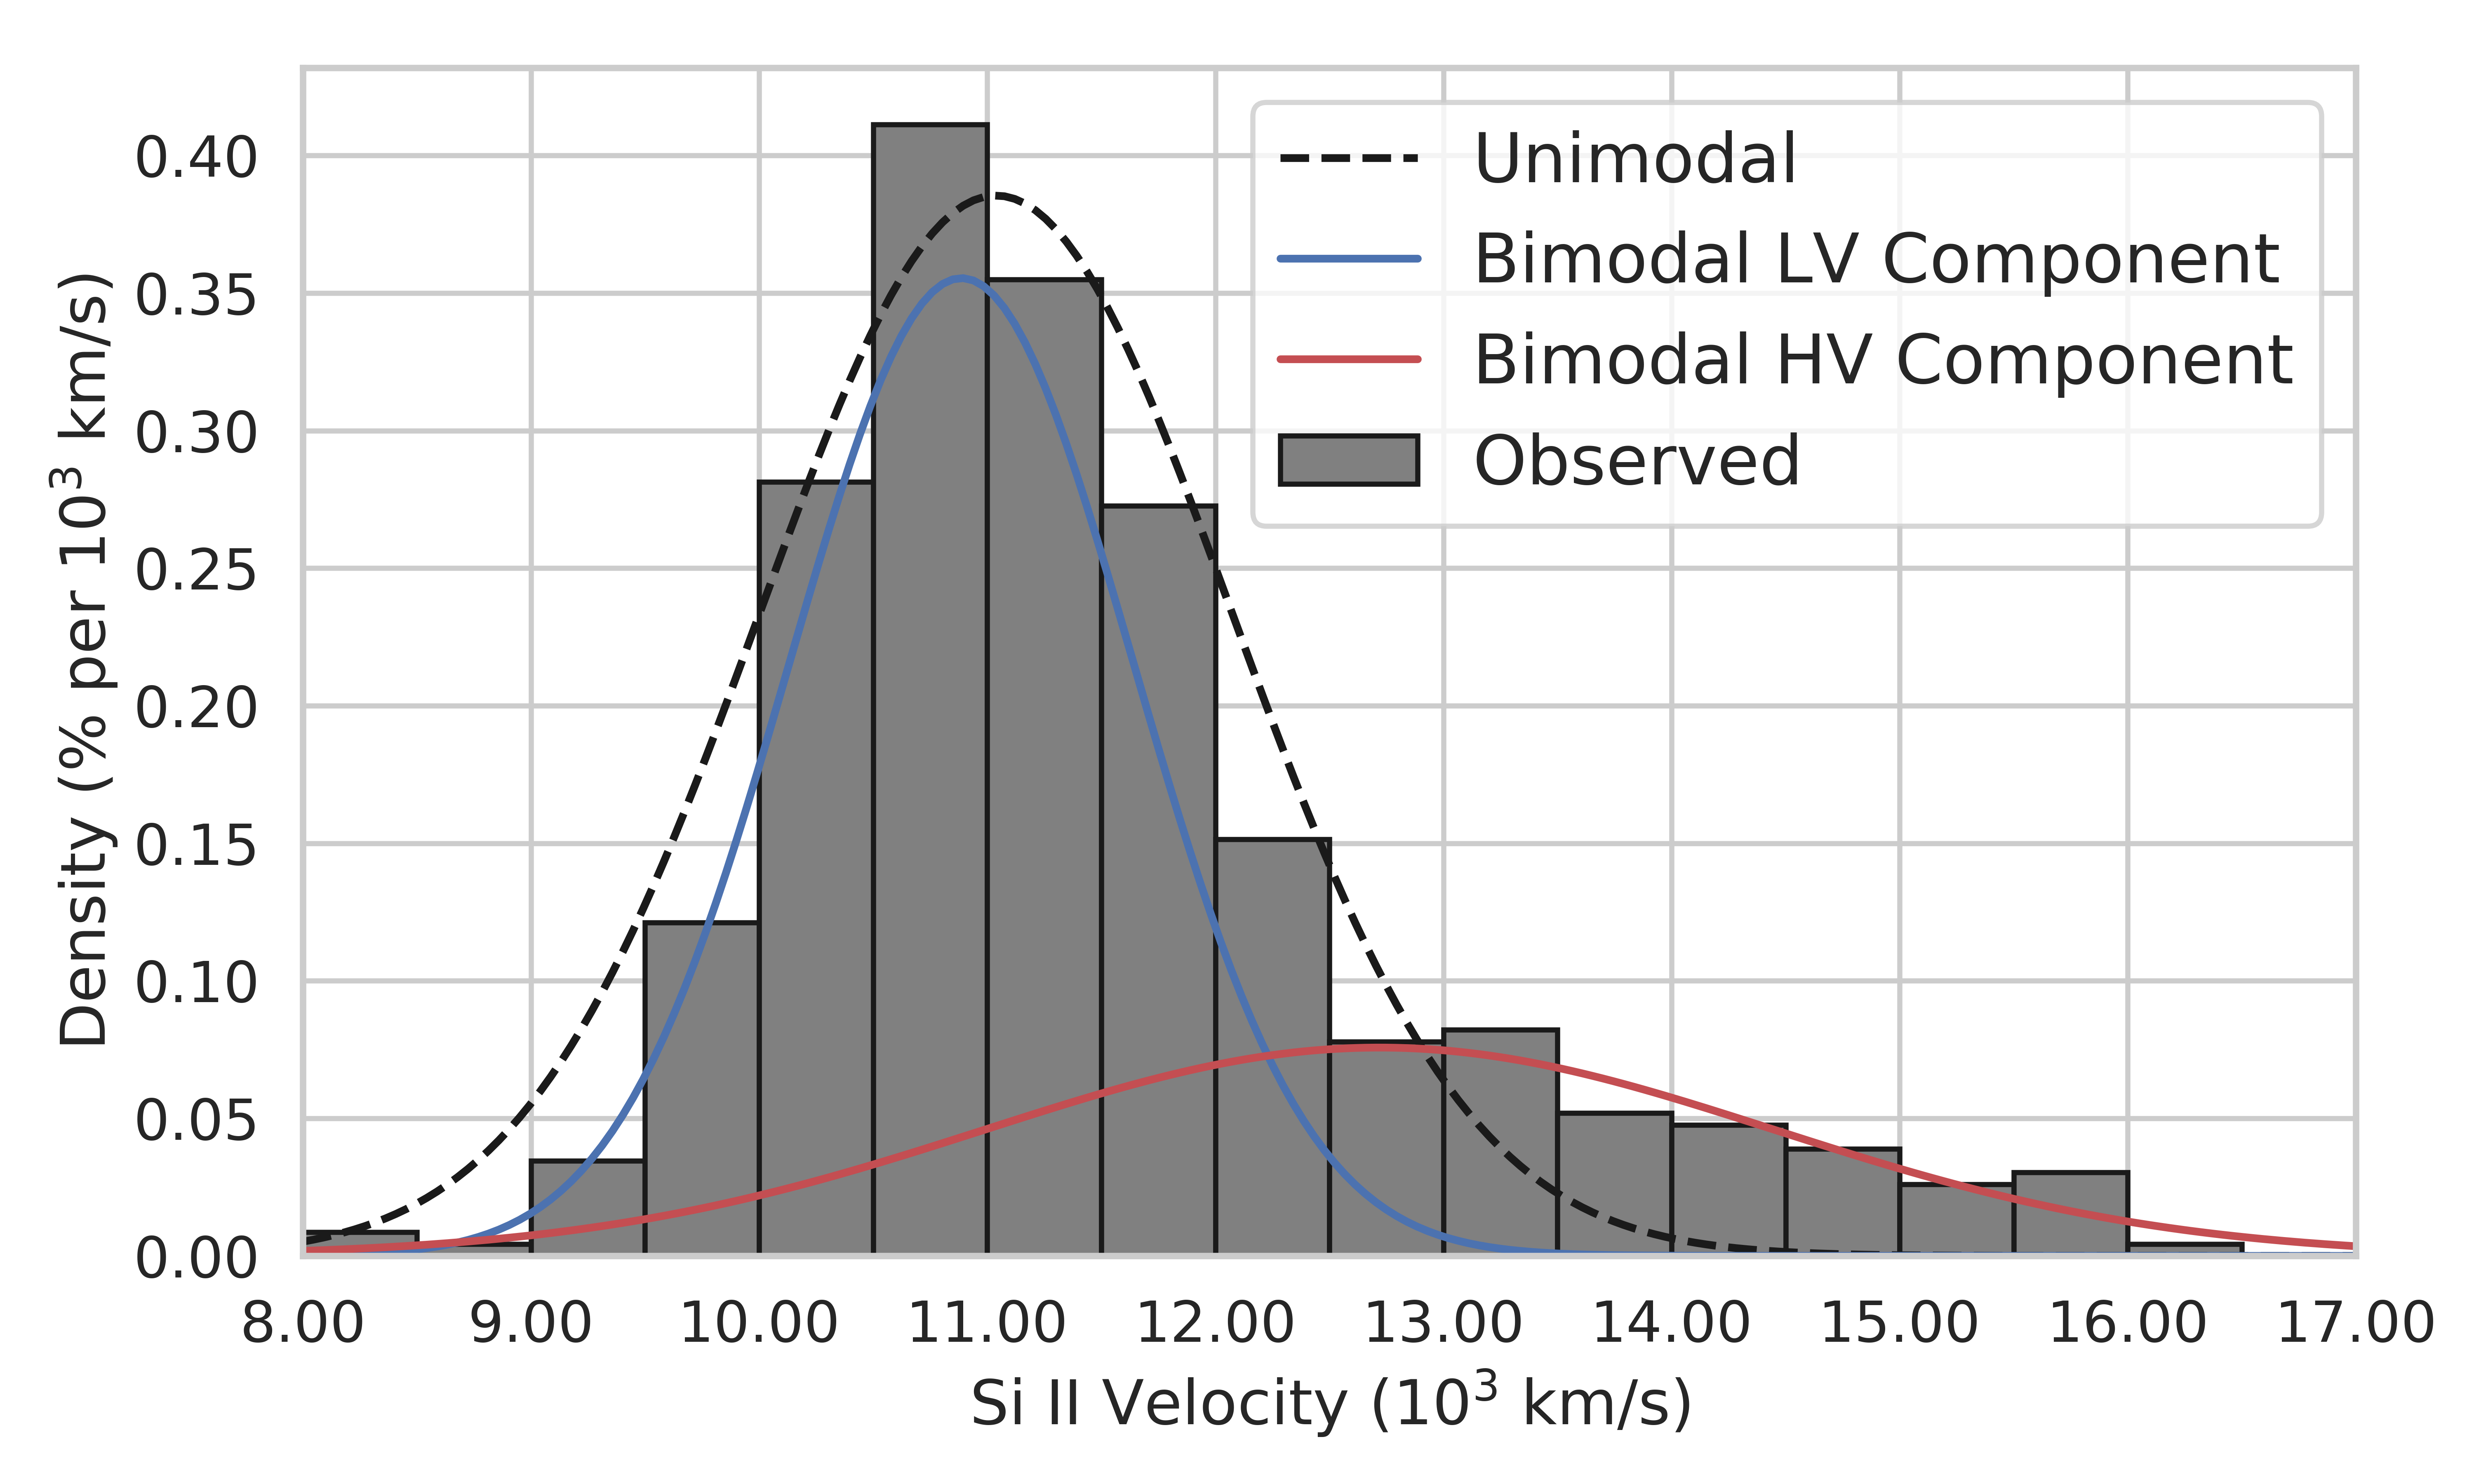 Density (% per 10³ km/s)
0.40
0.35
0.30
0.25
0.20
0.15
0.10
0.05
0.00
Unimodal
Bimodal LV Component
Bimodal HV Component
Observed
8.00 9.00 10.00 11.00 12.00 13.00 14.00 15.00 16.00 17.00
Si II Velocity (10³ km/s)